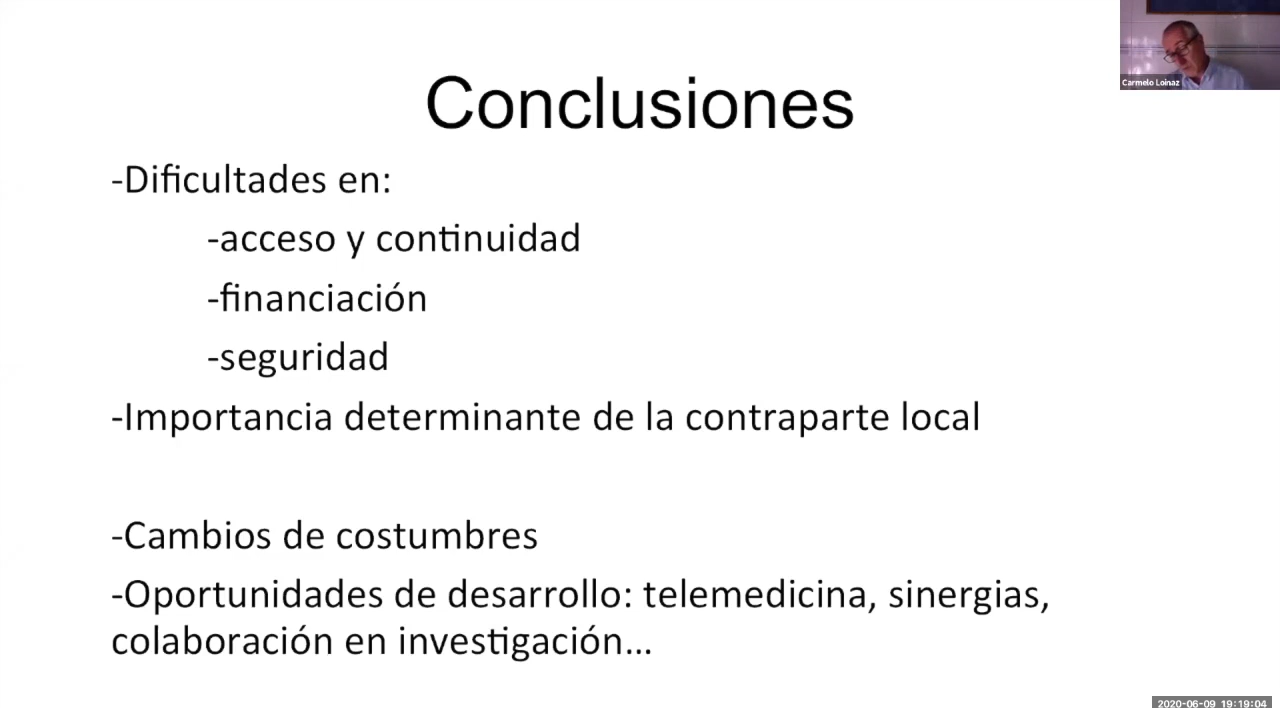 Carmelo Loinaz
Conclusiones
-Dificultades en:
-acceso y continuidad
-financiación
-seguridad
-Importancia determinante de la contraparte local
-Cambios de costumbres
-Oportunidades de desarrollo: telemedicina, sinergias,
colaboración en investigación...
2020-06-09 19:19:04